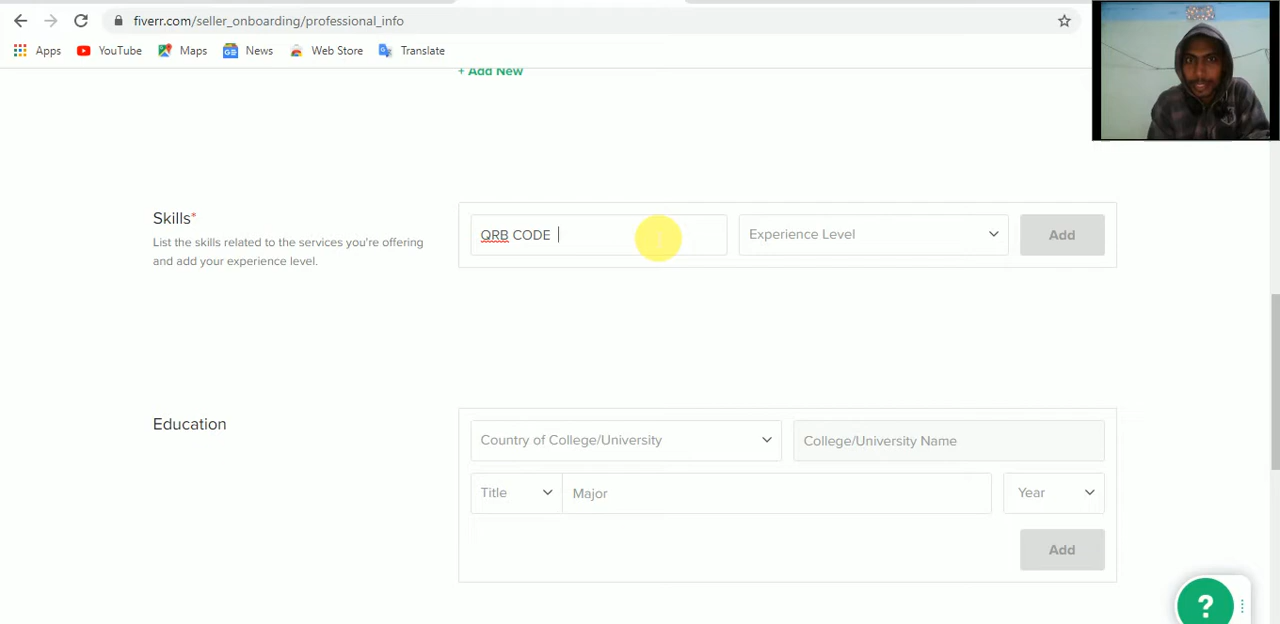 fiverr.com/seller_onboarding/professional_info
Apps YouTube Maps News Web Store Translate
+ Add New
Skills*
List the skills related to the services you're offering
and add your experience level.
QRB CODE
Experience Level
Add
Education
Country of College/University
College/University Name
Title
Major
Year
Add
?